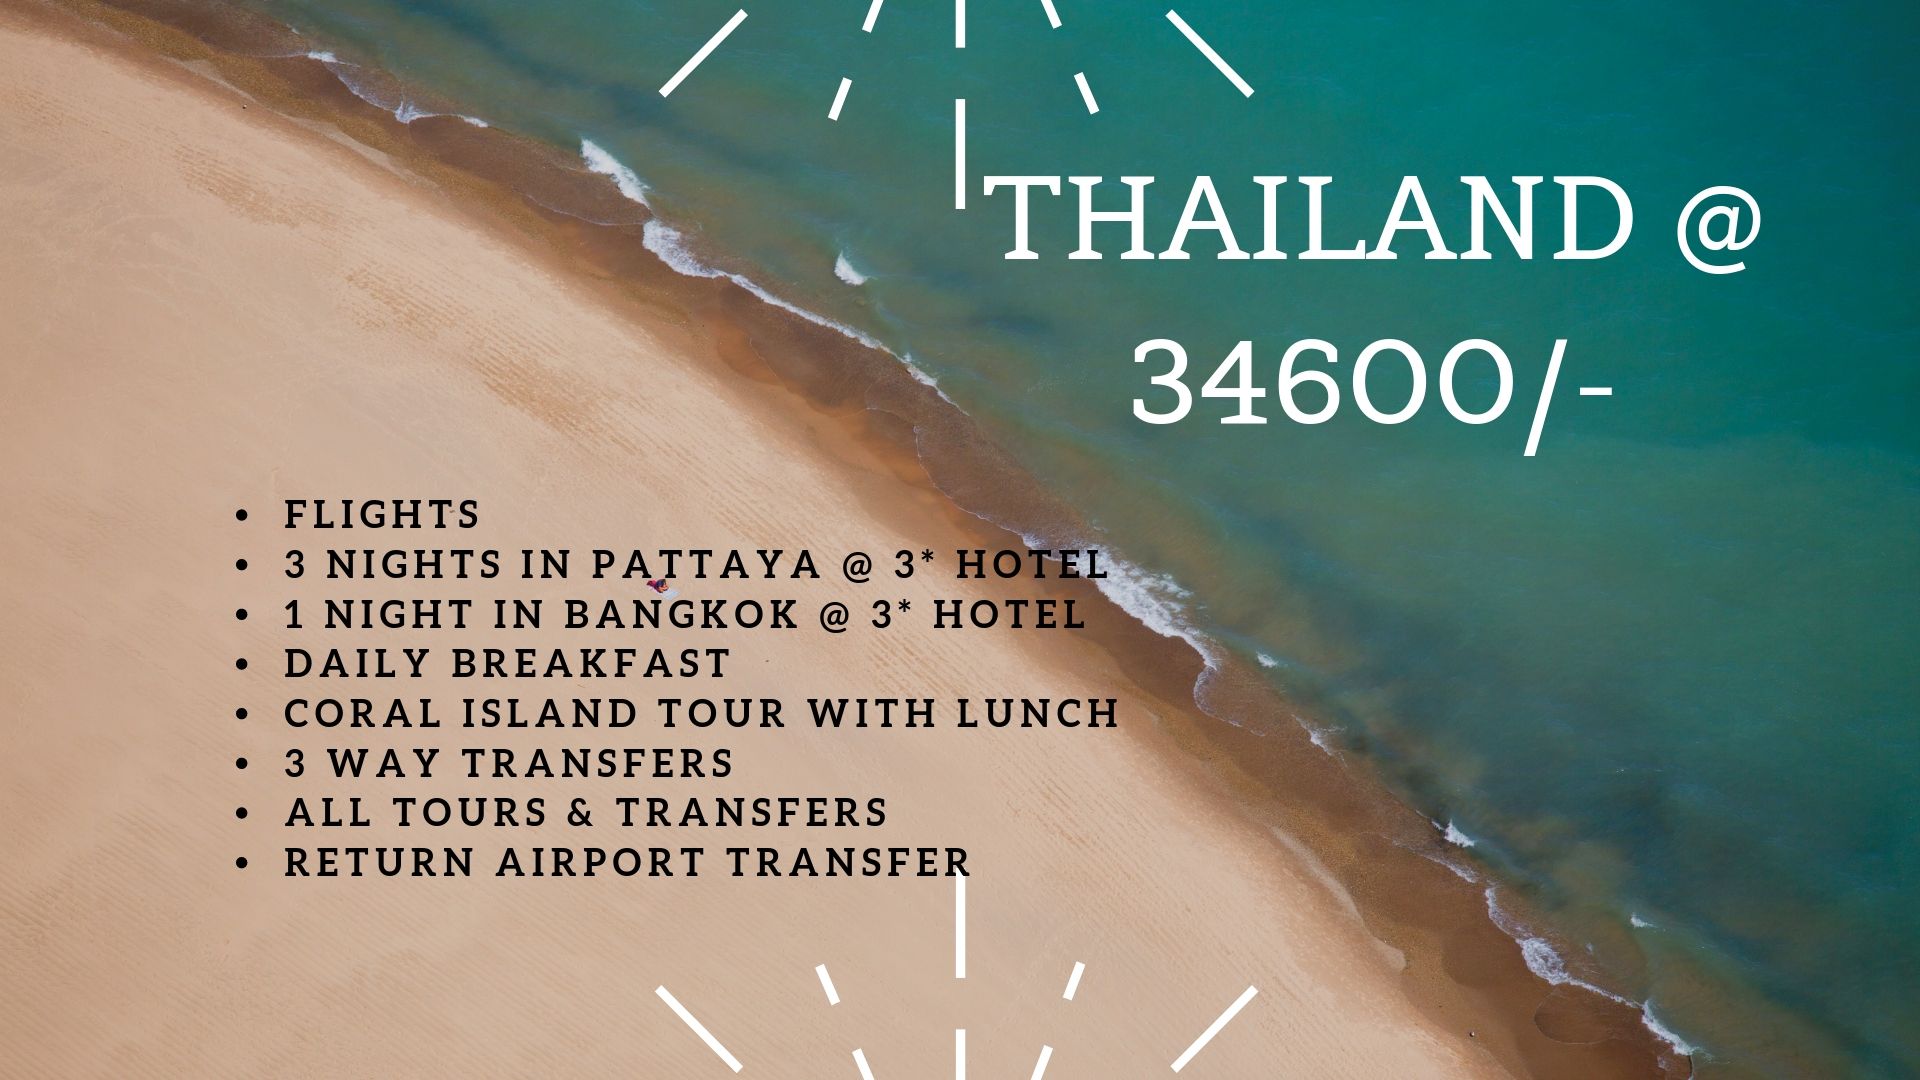 THAILAND @
34600/-
• FLIGHTS
• 3 NIGHTS IN PATTAYA @ 3* HOTEL
• 1 NIGHT IN BANGKOK @ 3* HOTEL
• DAILY BREAKFAST
• CORAL ISLAND TOUR WITH LUNCH
• 3 WAY TRANSFERS
• ALL TOURS & TRANSFERS
• RETURN AIRPORT TRANSFER